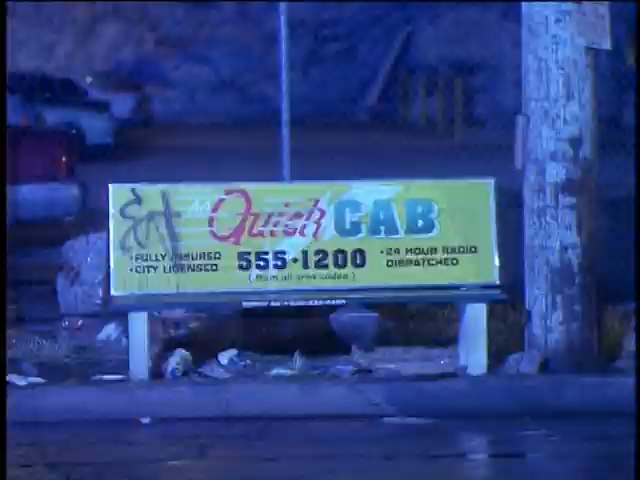 Quick CAB
• FULLY INSURED
• CITY LICENSED
555-1200
(from all area codes)
• 24 HOUR RADIO
DISPATCHED